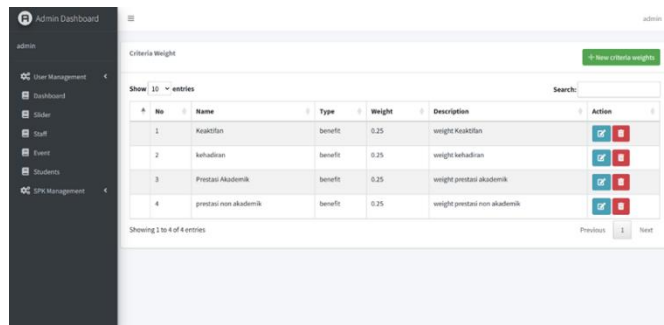 R Admin Dashboard
admin
admin
User Management
Dashboard
Slider
Staff
Event
Students
SPK Management
Criteria Weight
+ New criteria weights
Show 10 entries
Search:
No Name Type Weight Description Action
1 Keaktifan benefit 0.25 weight Keaktifan
2 kehadiran benefit 0.25 weight kehadiran
3 Prestasi Akademik benefit 0.25 weight prestasi akademik
4 prestasi non akademik benefit 0.25 weight prestasi non akademik
Showing 1 to 4 of 4 entries
Previous 1 Next